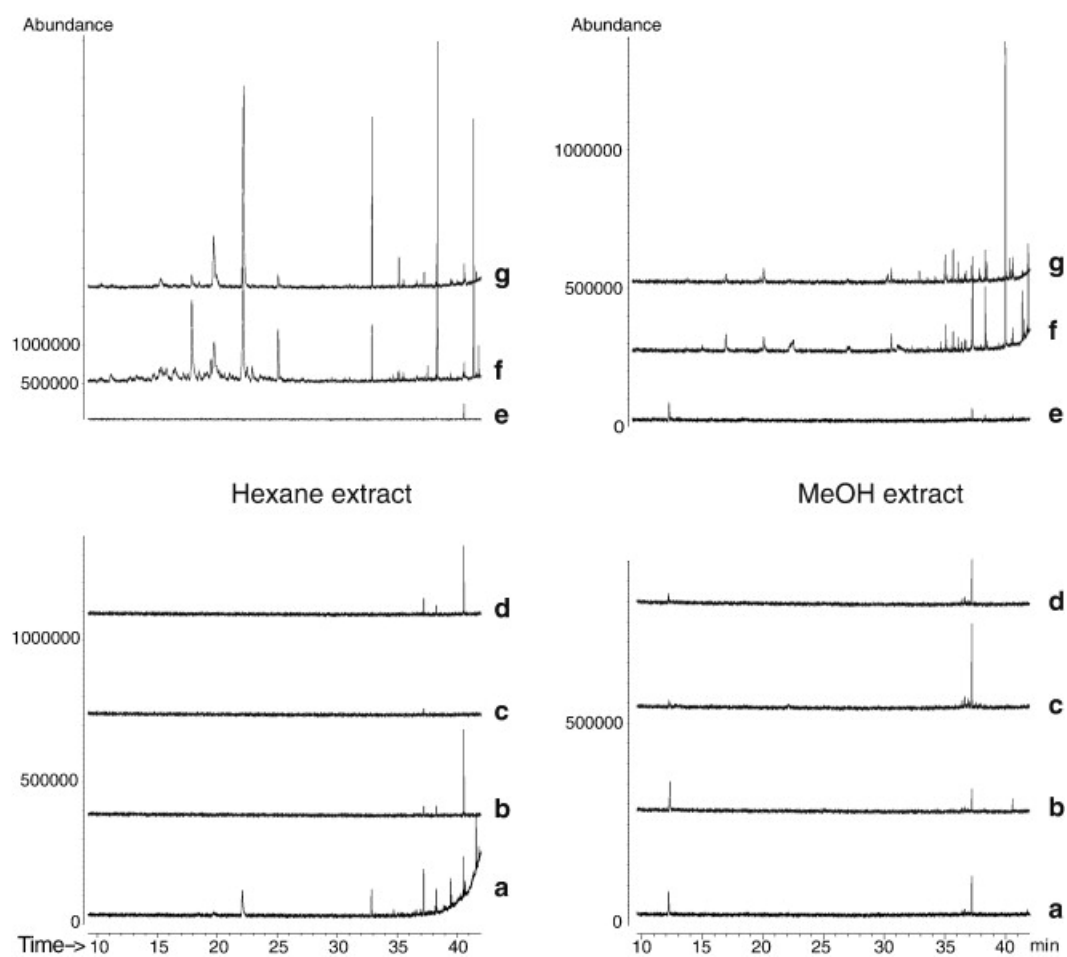 Abundance
Abundance
1000000
g
g
500000
1000000
f
f
500000
e
0
e
Hexane extract
MeOH extract
d
d
1000000
c
c
500000
500000
b
b
a
a
0
0
Time-> 10 15 20 25 30 35 40
10 15 20 25 30 35 40 min